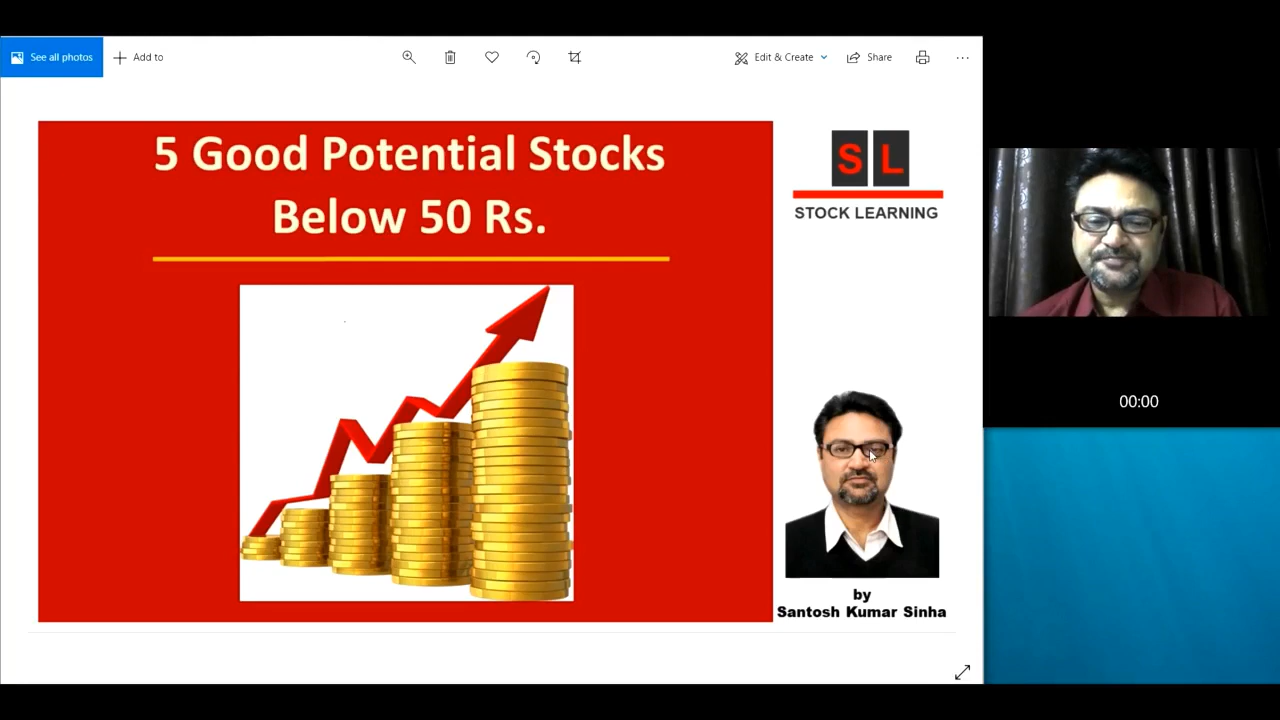 See all photos
Add to
Edit & Create
Share
5 Good Potential Stocks
Below 50 Rs.
S L
STOCK LEARNING
by
Santosh Kumar Sinha
00:00